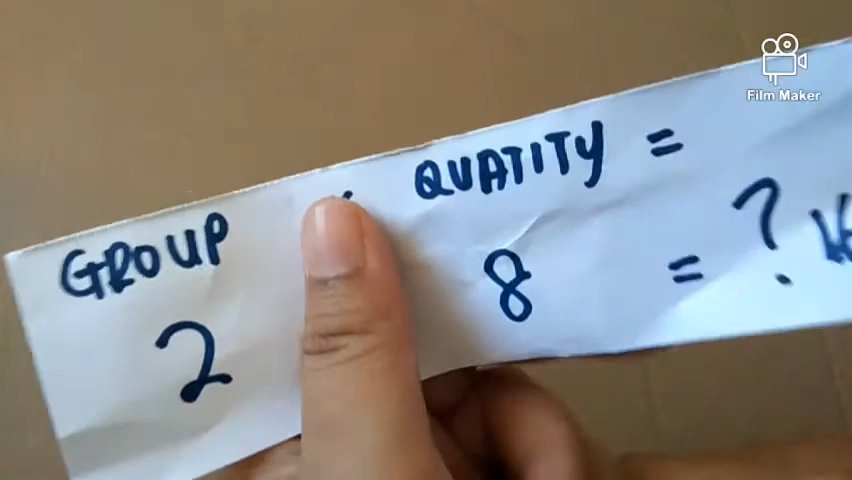 Film Maker
GROUP QUATITY =
2 8 = ?